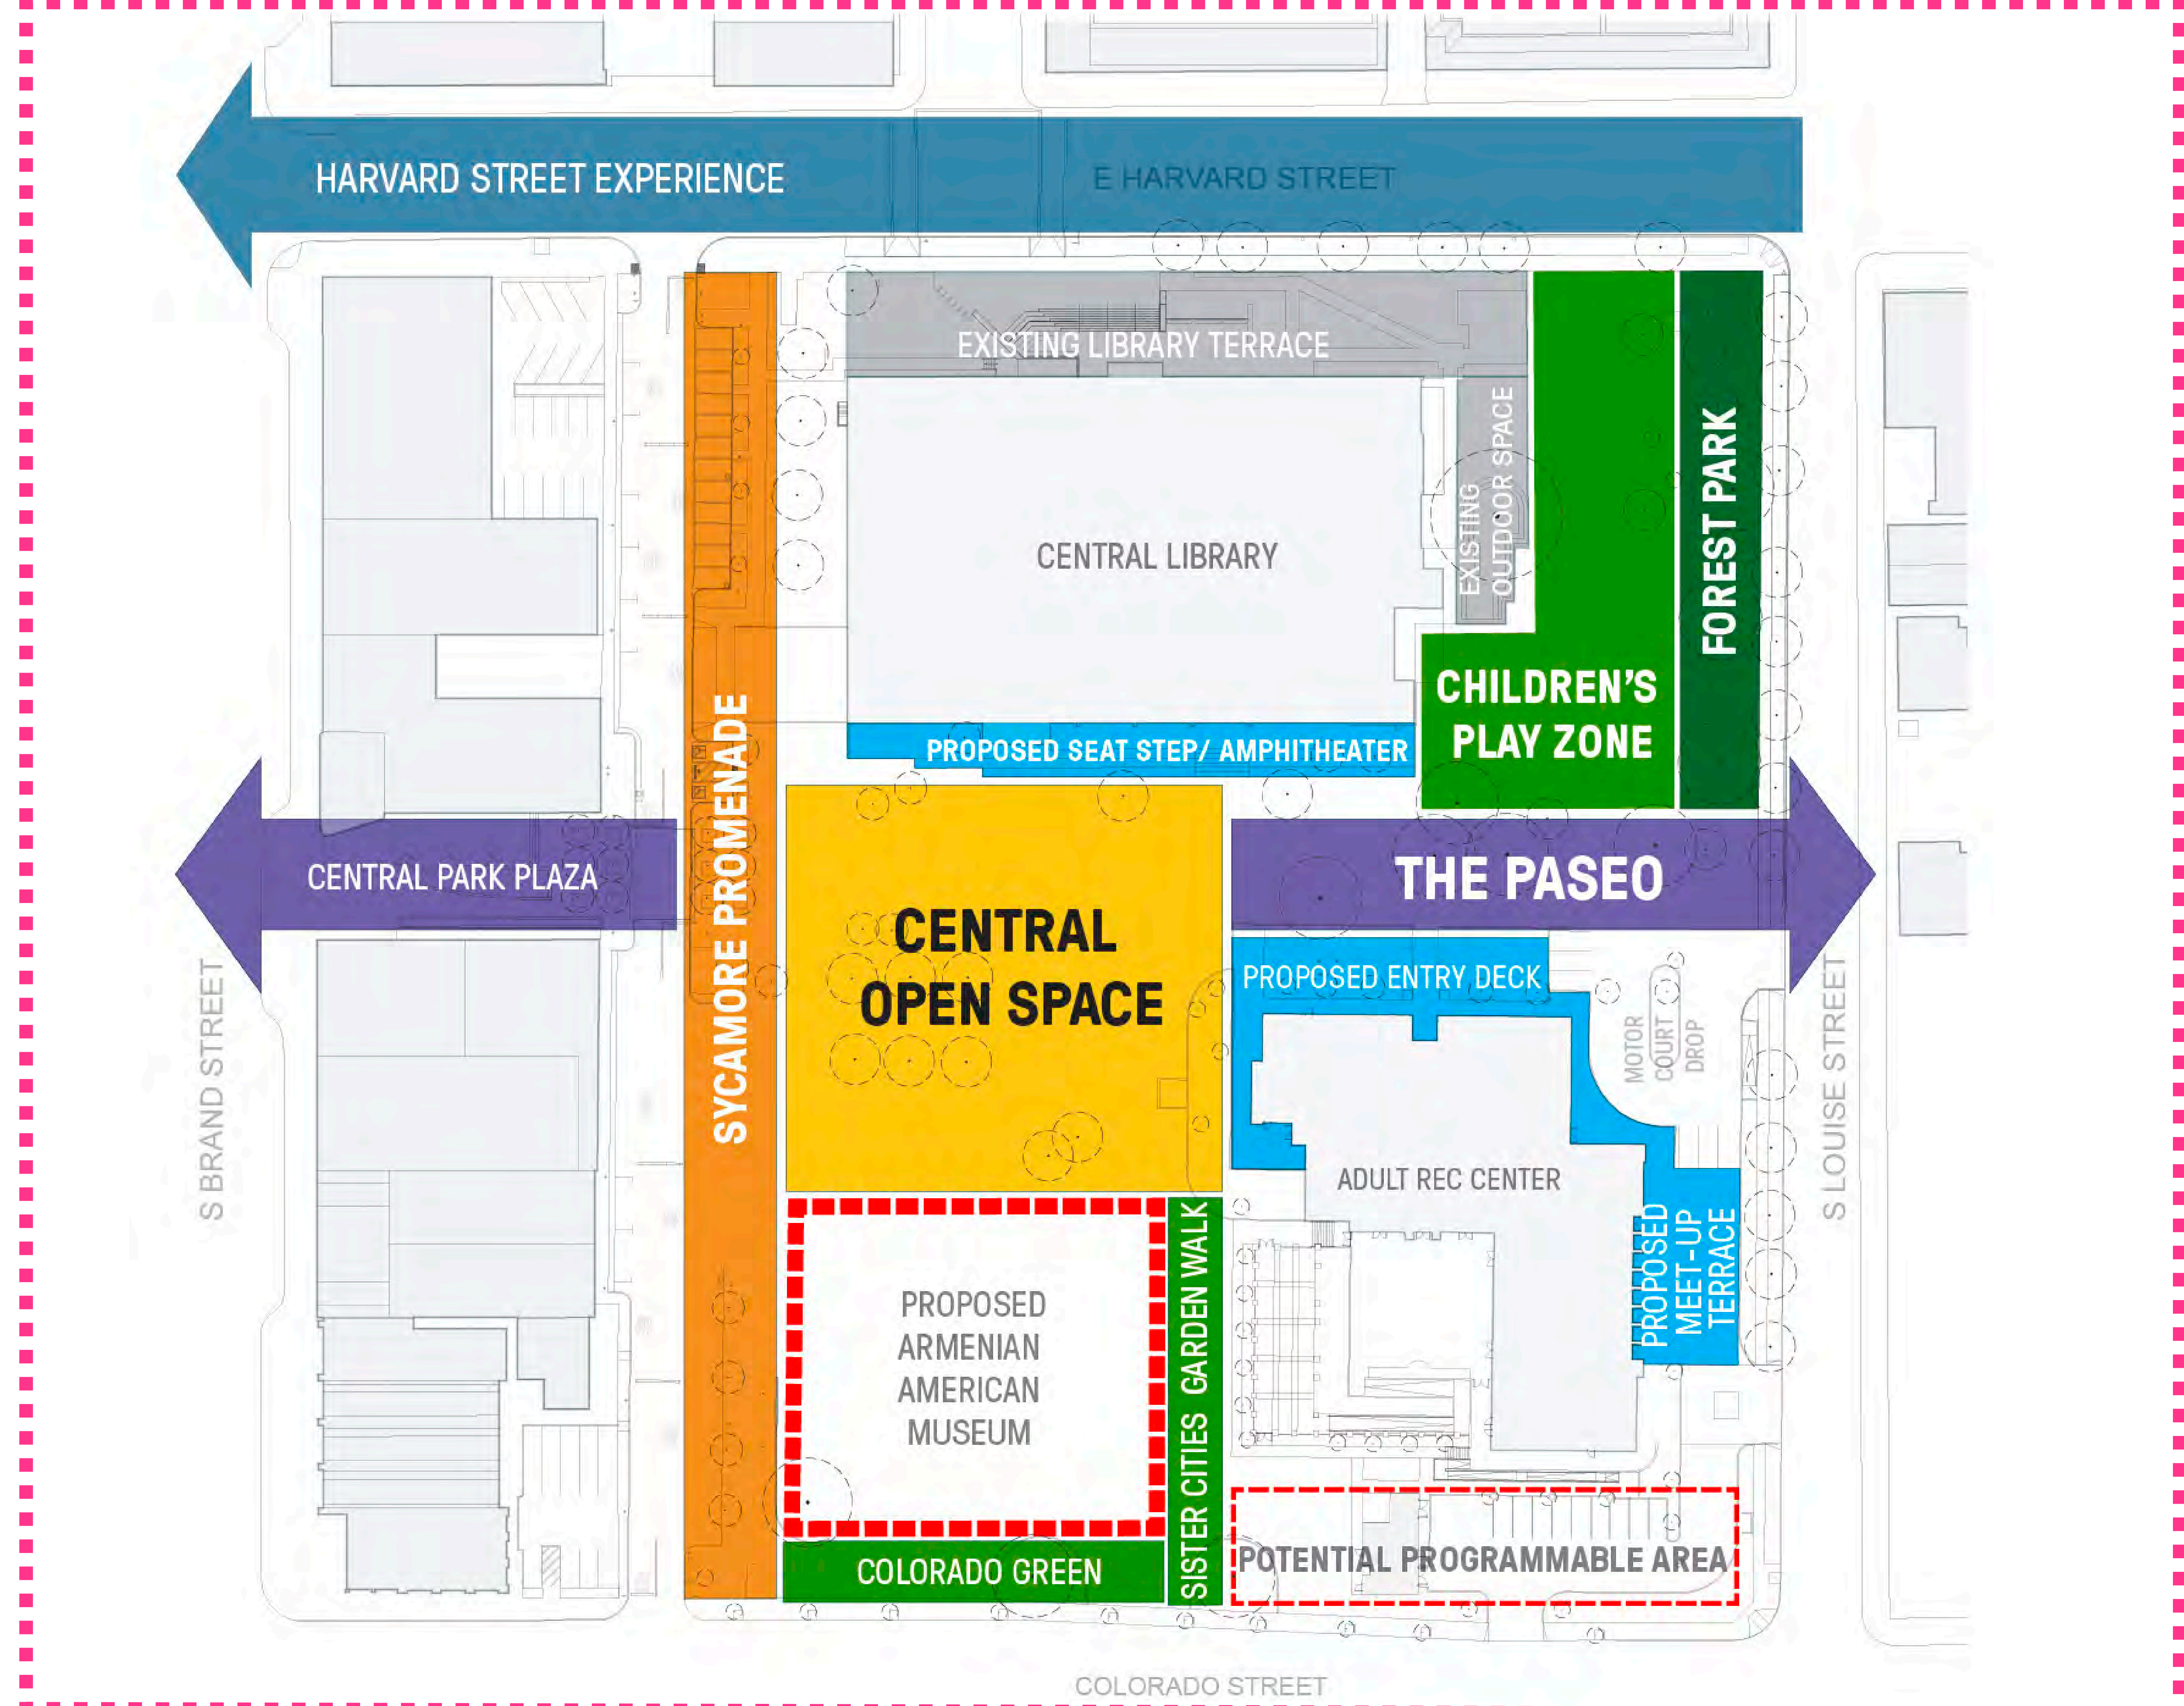 HARVARD STREET EXPERIENCE
E HARVARD STREET
EXISTING LIBRARY TERRACE
EXISTING
OUTDOOR SPACE
CENTRAL LIBRARY
FOREST PARK
CHILDREN'S
PLAY ZONE
PROPOSED SEAT STEP/ AMPHITHEATER
SYCAMORE PROMENADE
CENTRAL PARK PLAZA
THE PASEO
CENTRAL
OPEN SPACE
PROPOSED ENTRY DECK
MOTOR
COURT
DROP
S BRAND STREET
S LOUISE STREET
ADULT REC CENTER
PROPOSED
MEET-UP
TERRACE
PROPOSED
ARMENIAN
AMERICAN
MUSEUM
SISTER CITIES GARDEN WALK
COLORADO GREEN
POTENTIAL PROGRAMMABLE AREA
COLORADO STREET